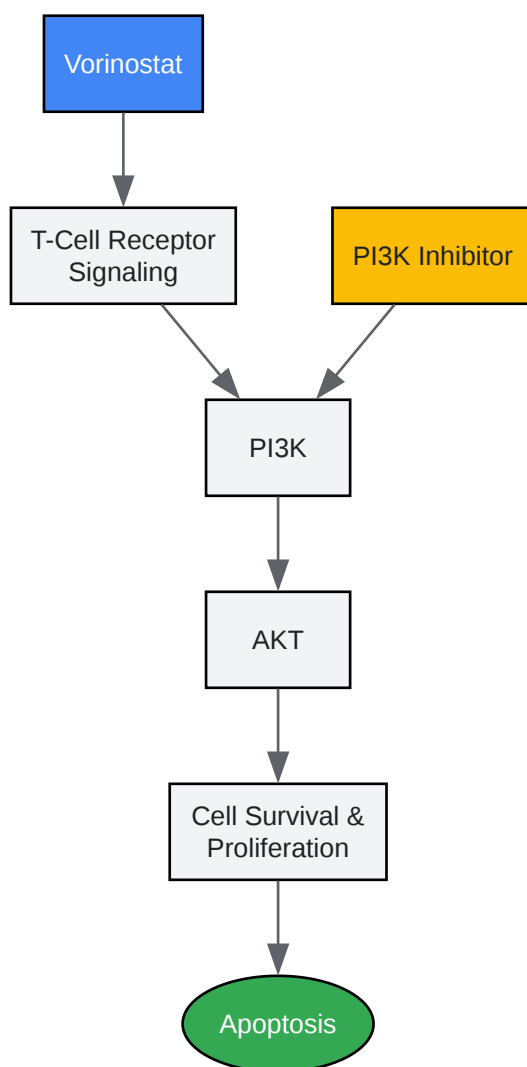 Vorinostat
T-Cell Receptor
Signaling
PI3K Inhibitor
PI3K
AKT
Cell Survival &
Proliferation
Apoptosis